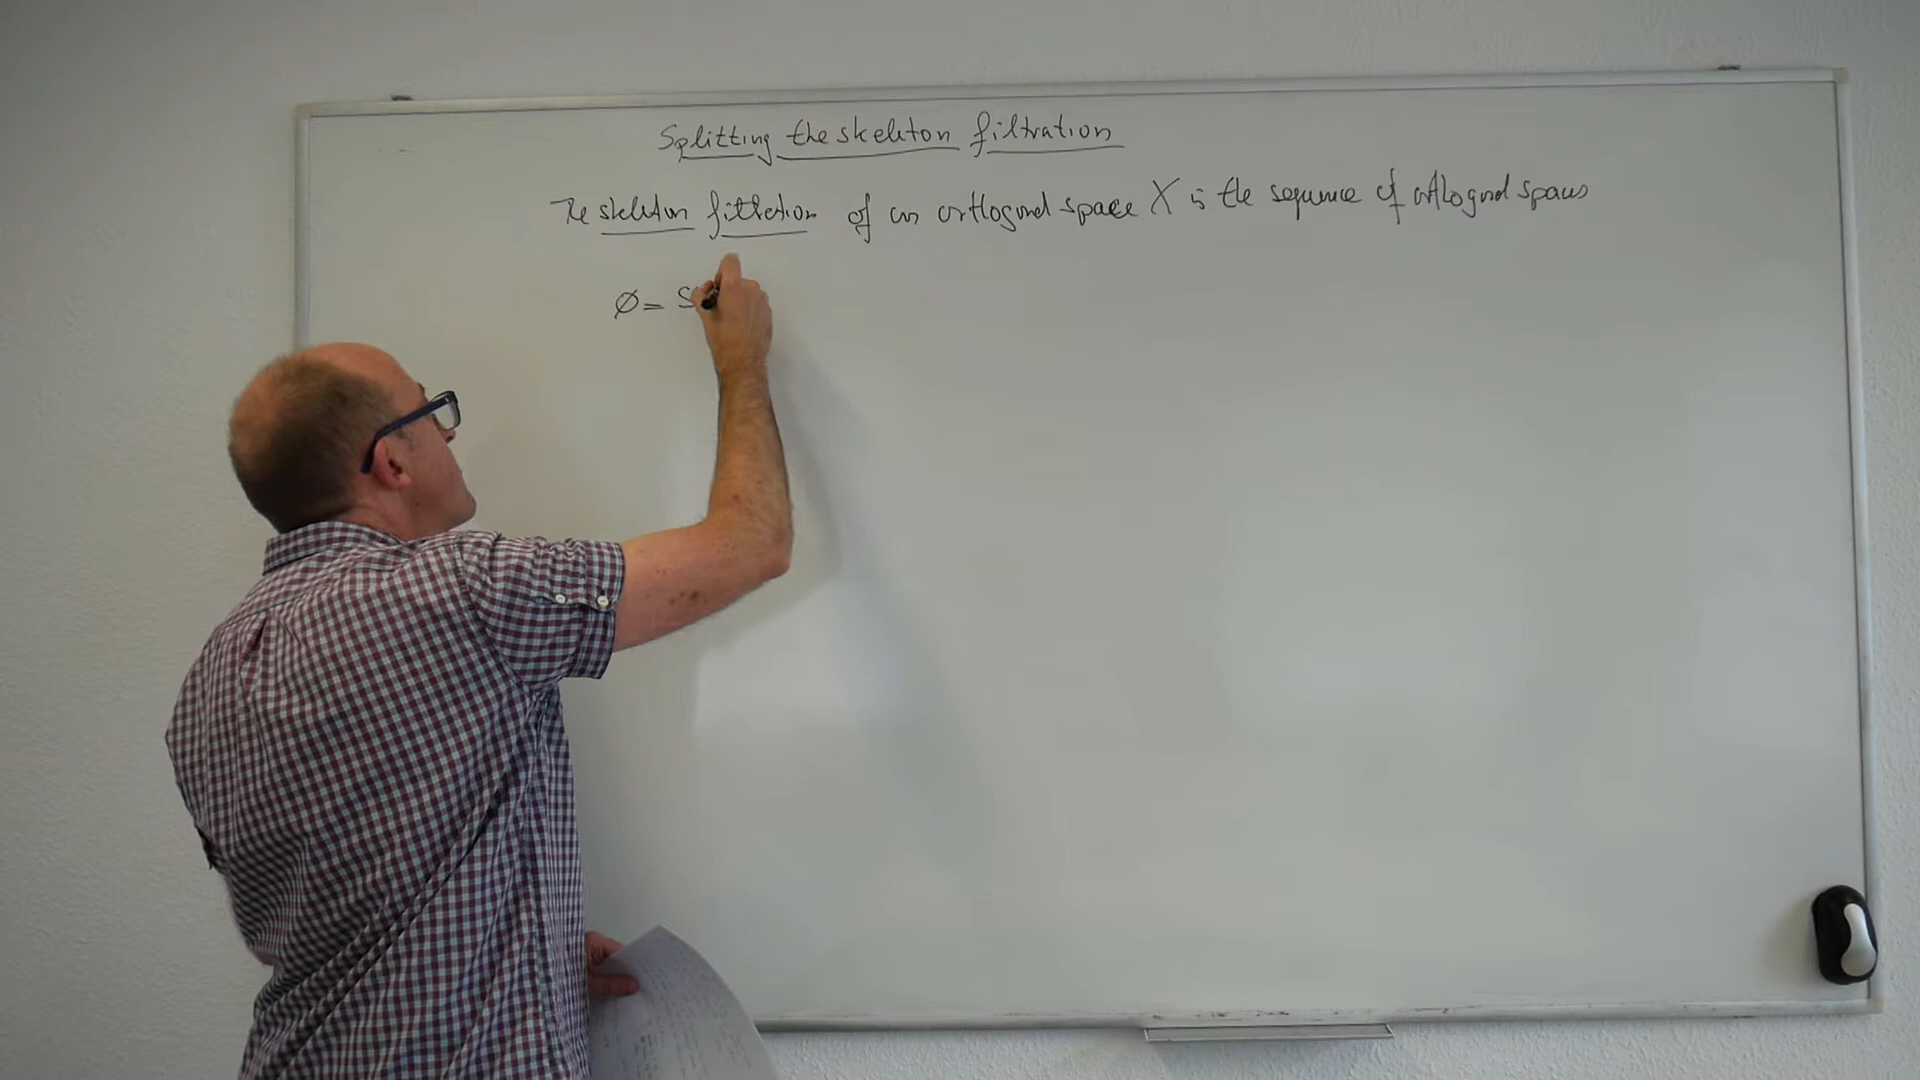 Splitting the skeleton filtration
The skeleton filtration of an orthogonal space X is the sequence of orthogonal spaces
∅ = S